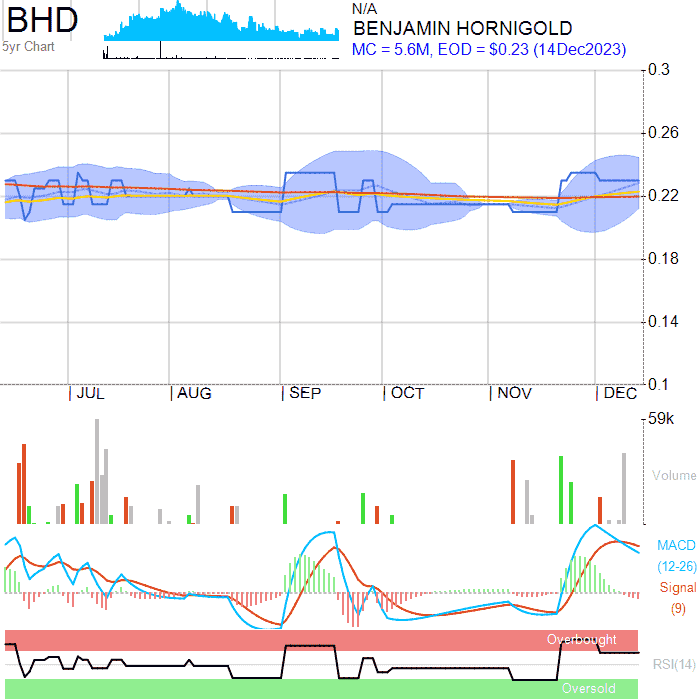 BHD
5yr Chart
N/A
BENJAMIN HORNIGOLD
MC = 5.6M, EOD = $0.23 (14Dec2023)
0.3
0.26
0.22
0.18
0.14
0.1
JUL AUG SEP OCT NOV DEC
59k
Volume
MACD
(12-26)
Signal
(9)
Overbought
RSI(14)
Oversold